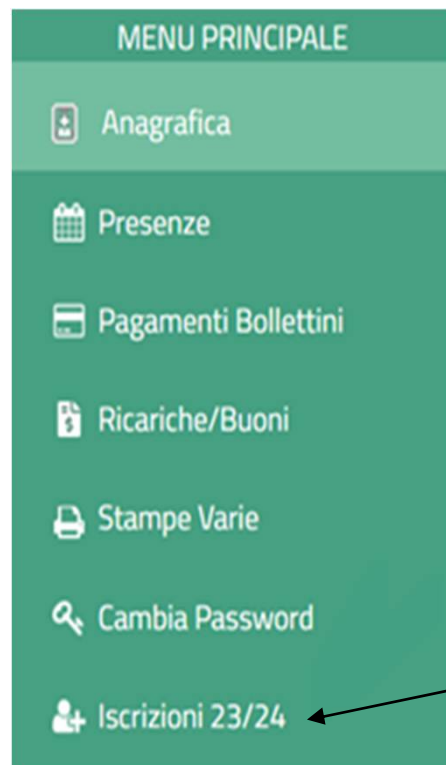 MENU PRINCIPALE
Anagrafica
Presenze
Pagamenti Bollettini
Ricariche/Buoni
Stampe Varie
Cambia Password
Iscrizioni 23/24